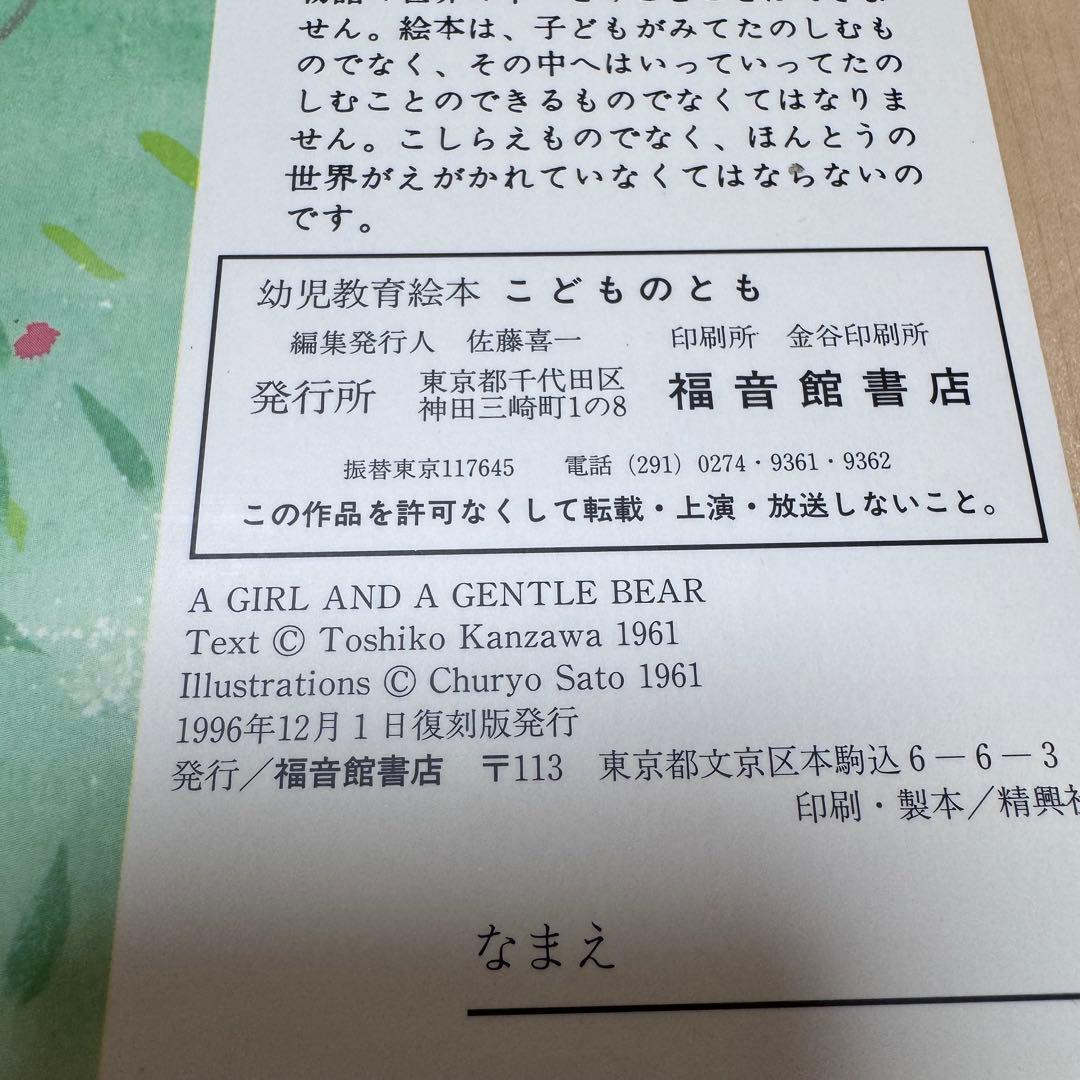 せん。絵本は、子どもがみてたのしむも
のでなく、その中へはいっていってたの
しむことのできるものでなくてはなりま
せん。こしらえものでなく、ほんとうの
世界がえがかれていなくてはならないの
です。
幼児教育絵本 こどものとも
編集発行人 佐藤喜一 印刷所 金谷印刷所
発行所 東京都千代田区 神田三崎町1の8 福音館書店
振替東京117645 電話(291)0274・9361・9362
この作品を許可なくして転載・上演・放送しないこと。
A GIRL AND A GENTLE BEAR
Text © Toshiko Kanzawa 1961
Illustrations © Churyo Sato 1961
1996年12月1日復刻版発行
発行/福音館書店 〒113 東京都文京区本駒込6-6-3
印刷・製本/精興社
なまえ